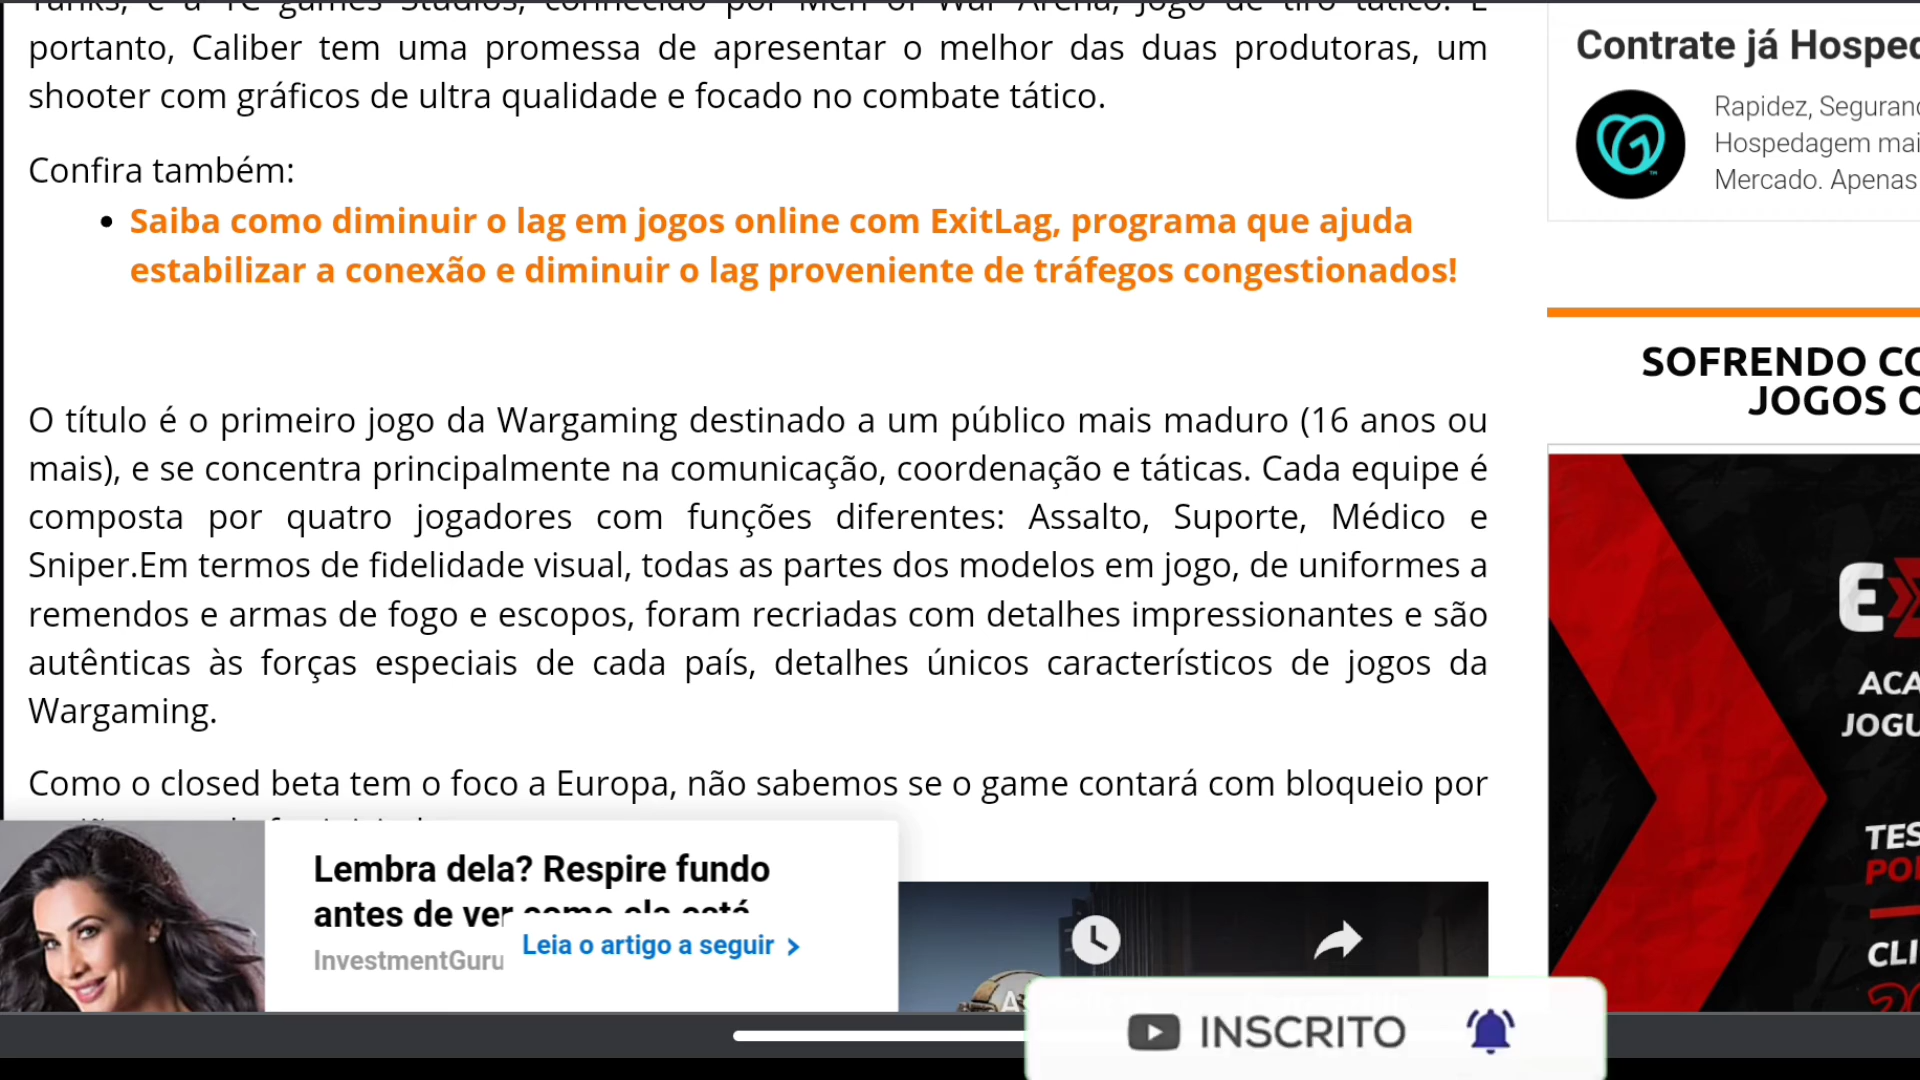 portanto, Caliber tem uma promessa de apresentar o melhor das duas produtoras, um
shooter com gráficos de ultra qualidade e focado no combate tático.
Confira também:
Saiba como diminuir o lag em jogos online com ExitLag, programa que ajuda
estabilizar a conexão e diminuir o lag proveniente de tráfegos congestionados!
O título é o primeiro jogo da Wargaming destinado a um público mais maduro (16 anos ou
mais), e se concentra principalmente na comunicação, coordenação e táticas. Cada equipe é
composta por quatro jogadores com funções diferentes: Assalto, Suporte, Médico e
Sniper.Em termos de fidelidade visual, todas as partes dos modelos em jogo, de uniformes a
remendos e armas de fogo e escopos, foram recriadas com detalhes impressionantes e são
autênticas às forças especiais de cada país, detalhes únicos característicos de jogos da
Wargaming.
Como o closed beta tem o foco a Europa, não sabemos se o game contará com bloqueio por
Lembra dela? Respire fundo
antes de ver como ela está
InvestmentGuru
Leia o artigo a seguir
INSCRITO
Contrate já
Rapidez,
Hospedagem
Mercado. Apenas
SOFRENDO
JOGOS